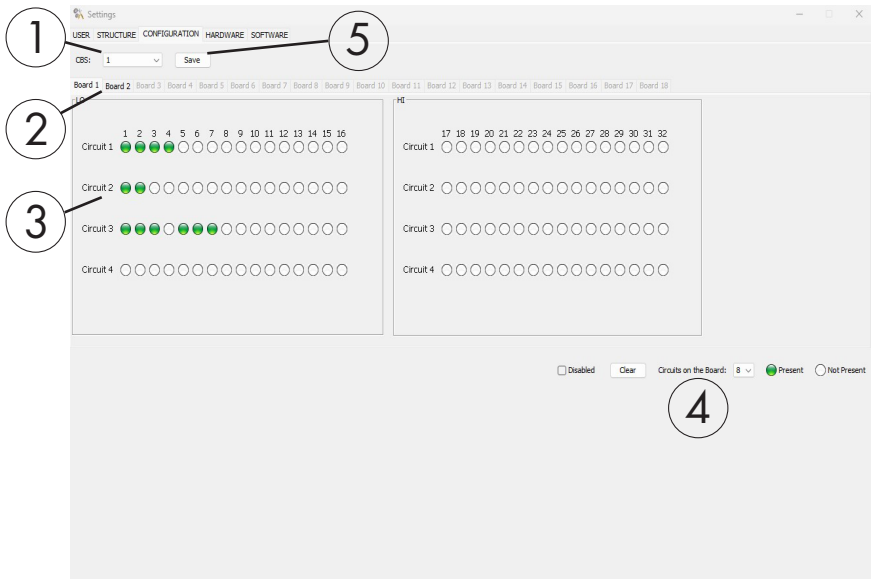 Settings
USER STRUCTURE CONFIGURATION HARDWARE SOFTWARE
1 5
CBS: 1 Save
Board 1 Board 2 Board 3 Board 4 Board 5 Board 6 Board 7 Board 8 Board 9 Board 10 Board 11 Board 12 Board 13 Board 14 Board 15 Board 16 Board 17 Board 18
HI
2
1 2 3 4 5 6 7 8 9 10 11 12 13 14 15 16 17 18 19 20 21 22 23 24 25 26 27 28 29 30 31 32
Circuit 1 Circuit 1
Circuit 2 Circuit 2
3
Circuit 3 Circuit 3
Circuit 4 Circuit 4
Disabled Clear Circuits on the Board: 8 Present Not Present
4